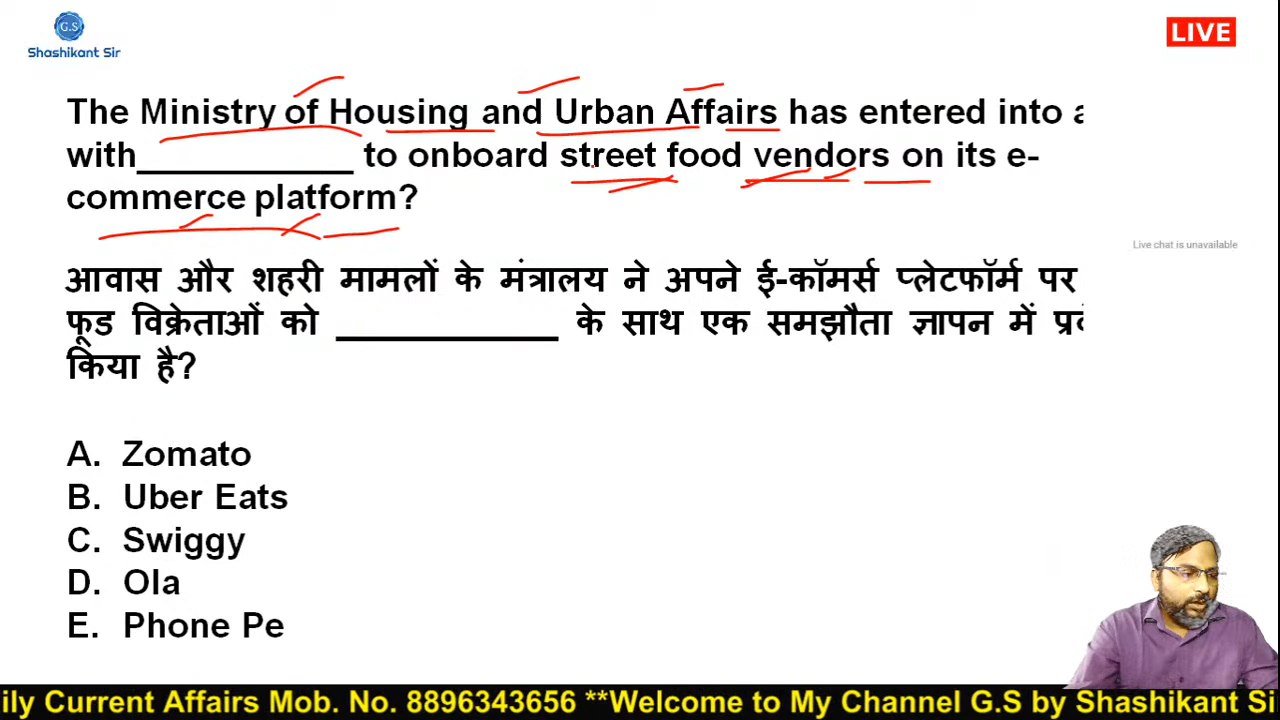 G.S
Shashikant Sir
LIVE
The Ministry of Housing and Urban Affairs has entered into a
with____________ to onboard street food vendors on its e-
commerce platform?
Live chat is unavailable
आवास और शहरी मामलों के मंत्रालय ने अपने ई-कॉमर्स प्लेटफॉर्म पर
फूड विक्रेताओं को ____________ के साथ एक समझौता ज्ञापन में
किया है?
A. Zomato
B. Uber Eats
C. Swiggy
D. Ola
E. Phone Pe
ily Current Affairs Mob. No. 8896343656 **Welcome to My Channel G.S by Shashikant Si